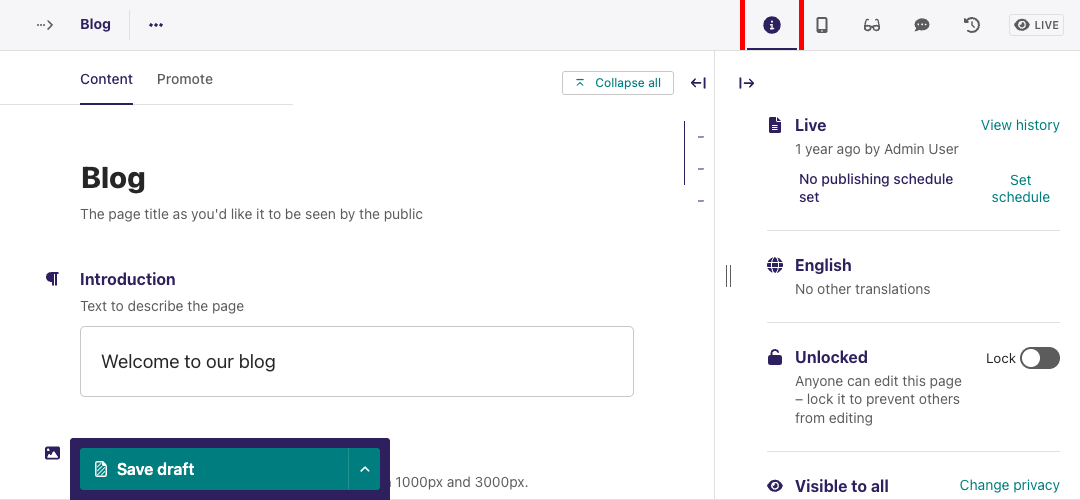 Blog
LIVE
Content
Promote
Collapse all
Blog
The page title as you'd like it to be seen by the public
Introduction
Text to describe the page
Welcome to our blog
Save draft
1000px and 3000px.
Live
View history
1 year ago by Admin User
No publishing schedule
set
Set
schedule
English
No other translations
Unlocked
Lock
Anyone can edit this page
– lock it to prevent others
from editing
Visible to all
Change privacy